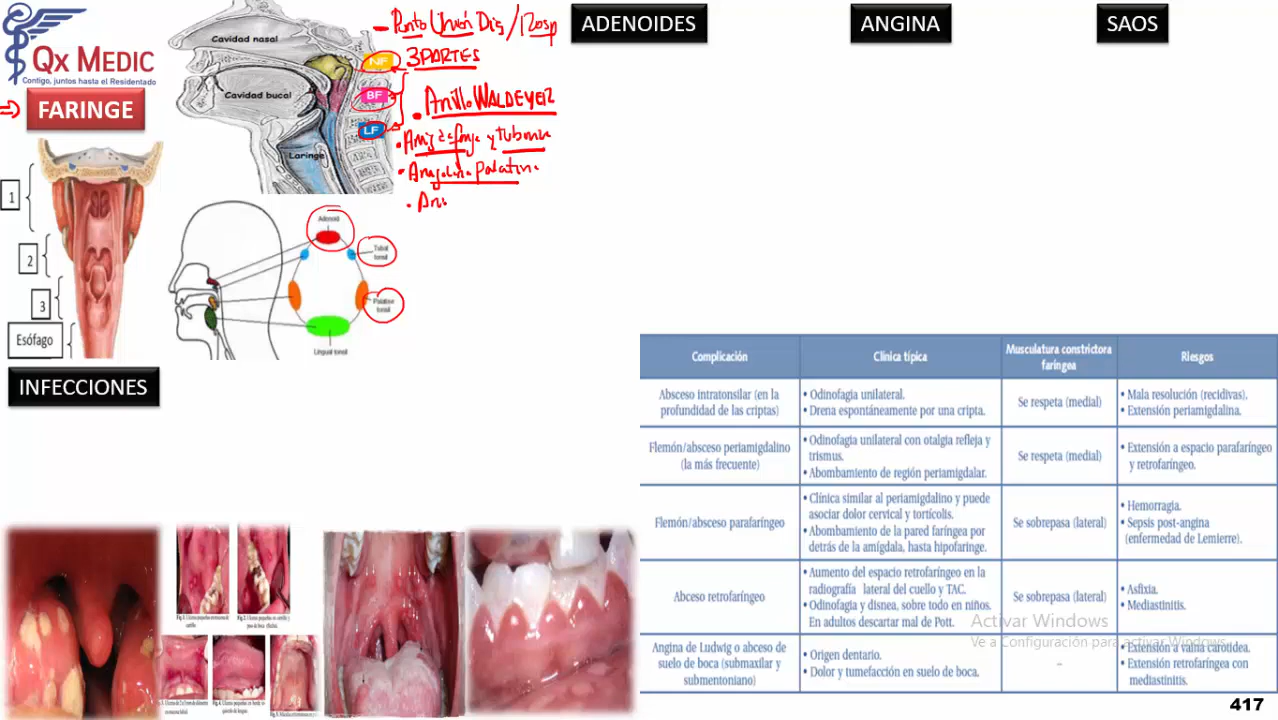 Qx MEDIC
Contigo, juntos hasta el Residentado
FARINGE
1
2
3
Esófago
Cavidad nasal
Cavidad bucal
Laringe
NF
BF
LF
- Punto Unión Dig/Resp
3 PARTES
• Anillo WALDEYER
y tubarica
• palatina
Adenoid
Tubal
tonsil
Palatine
tonsil
Lingual tonsil
INFECCIONES
ADENOIDES
ANGINA
SAOS
Complicación
Clínica típica
Musculatura constrictora
faríngea
Riesgos
Absceso intratonsilar (en la
profundidad de las criptas)
• Odinofagia unilateral.
• Drena espontáneamente por una cripta.
Se respeta (medial)
• Mala resolución (recidivas).
• Extensión periamigdalina.
Flemón/absceso periamigdalino
(la más frecuente)
• Odinofagia unilateral con otalgia refleja y
trismus.
• Abombamiento de región periamigdalar.
Se respeta (medial)
• Extensión a espacio parafaríngeo
y retrofaríngeo.
Flemón/absceso parafaríngeo
• Clínica similar al periamigdalino y puede
asociar dolor cervical y tortícolis.
• Abombamiento de la pared faríngea por
detrás de la amígdala, hasta hipofaringe.
Se sobrepasa (lateral)
• Hemorragia.
• Sepsis post-angina
(enfermedad de Lemierre).
Abceso retrofaríngeo
• Aumento del espacio retrofaríngeo en la
radiografía lateral del cuello y TAC.
• Odinofagia y disnea, sobre todo en niños.
En adultos descartar mal de Pott.
Se sobrepasa (lateral)
• Asfixia.
• Mediastinitis.
Angina de Ludwig o abceso de
suelo de boca (submaxilar y
submentoniano)
• Origen dentario.
• Dolor y tumefacción en suelo de boca.
–
• Extensión a vaina carotídea.
• Extensión retrofaríngea con
mediastinitis.
Activar Windows
Ve a Configuración para activar Windows.
417